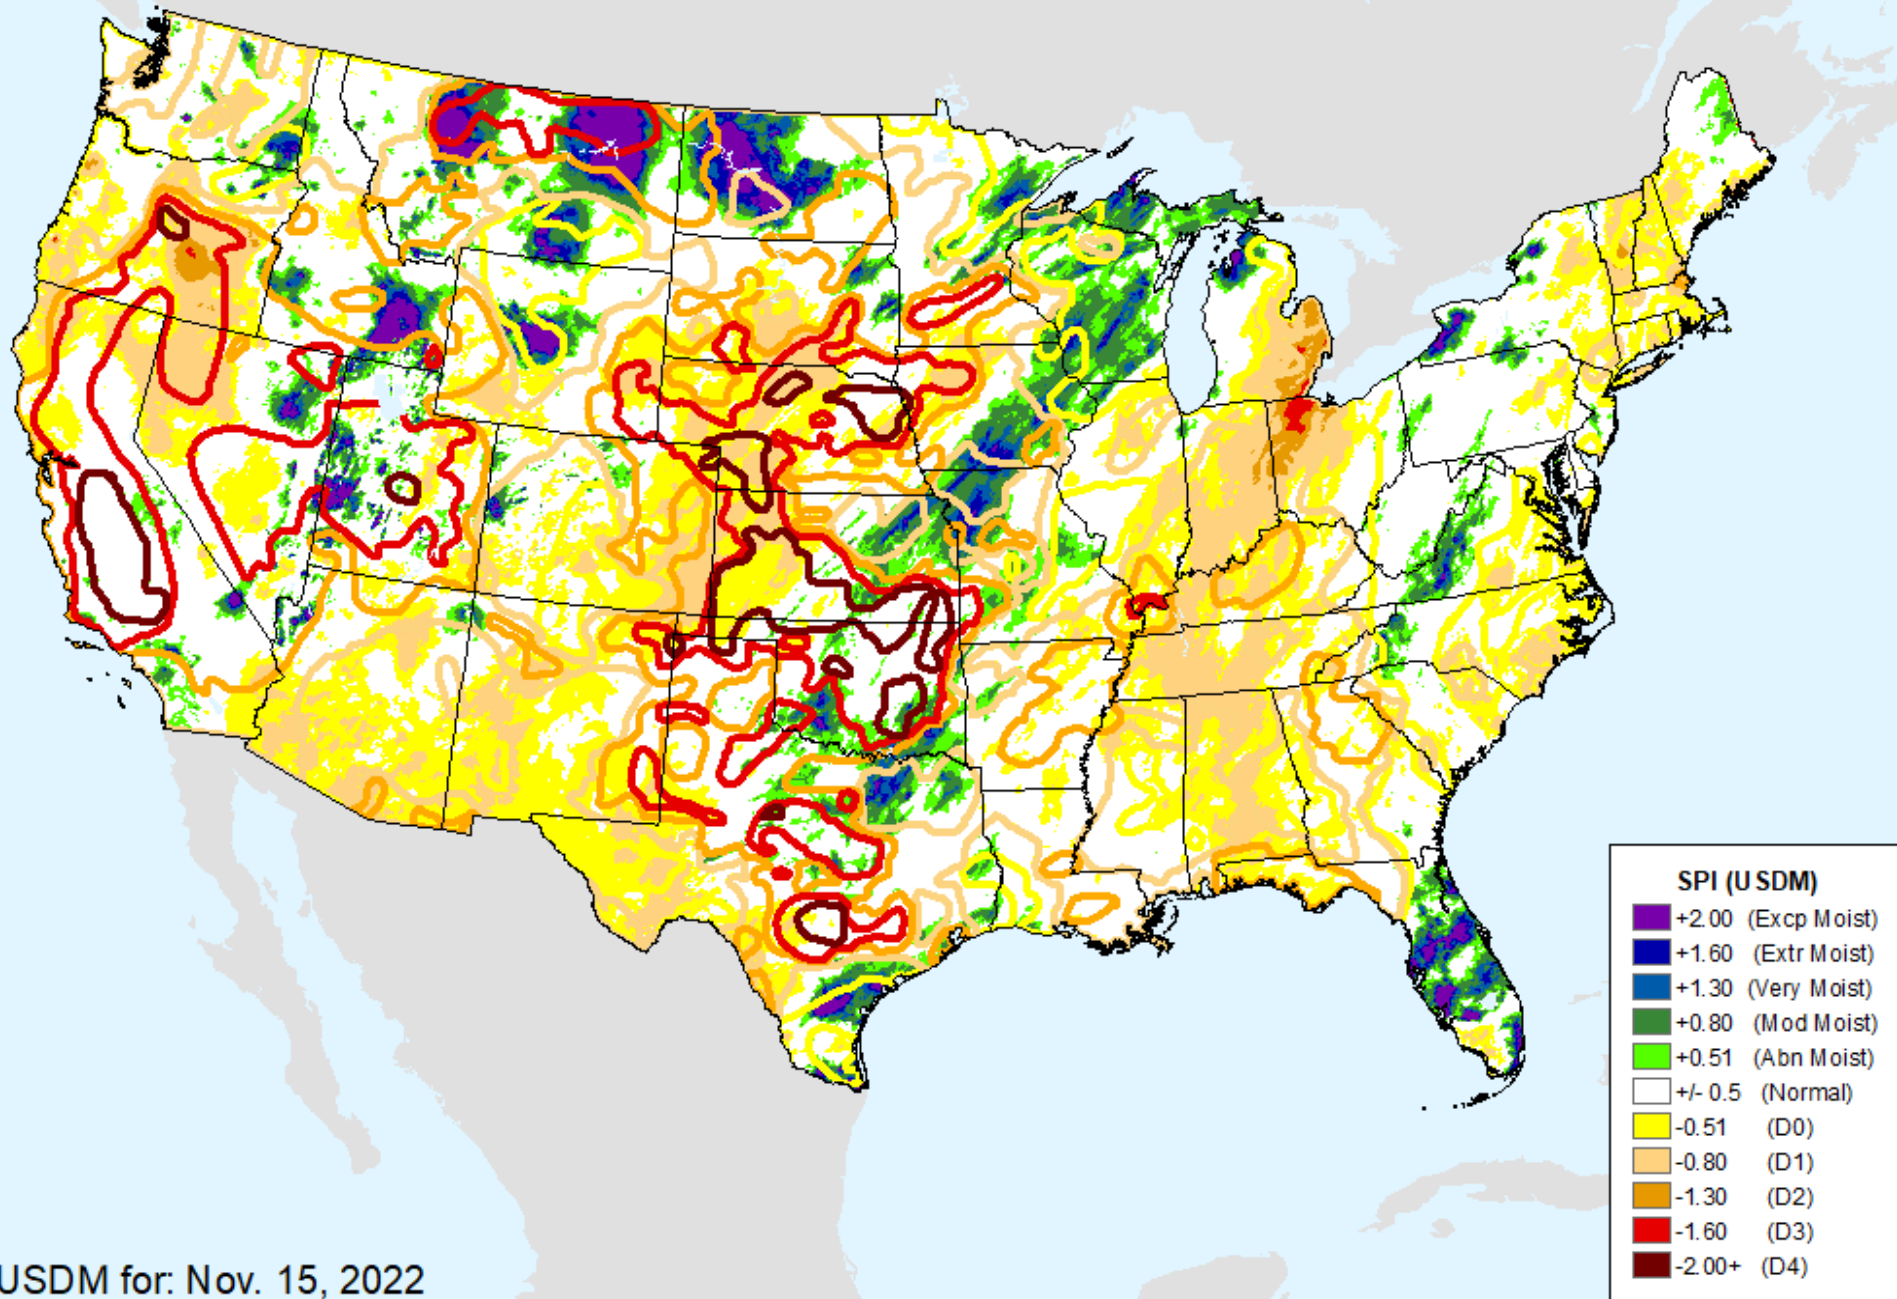 SPI (USDM)
+2.00 (Excp Moist)
+1.60 (Extr Moist)
+1.30 (Very Moist)
+0.80 (Mod Moist)
+0.51 (Abn Moist)
+/- 0.5 (Normal)
-0.51 (D0)
-0.80 (D1)
-1.30 (D2)
-1.60 (D3)
-2.00+ (D4)
USDM for: Nov. 15, 2022